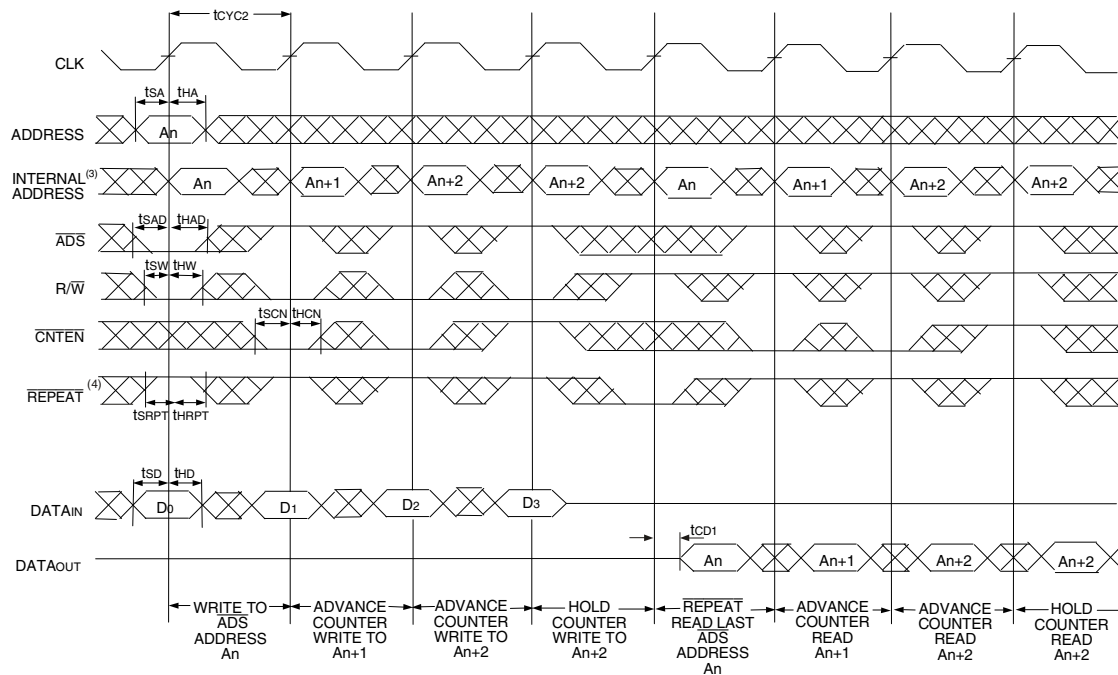 tCYC2
CLK
tSA tHA
ADDRESS An
INTERNAL(3) ADDRESS An An+1 An+2 An+2 An An+1 An+2 An+2
tSAD tHAD
ADS
tSW tHW
R/W
tSCN tHCN
CNTEN
REPEAT(4)
tSRPT tHRPT
tSD tHD
DATAIN D0 D1 D2 D3
tCD1
DATAOUT An An+1 An+2 An+2
WRITE TO
ADS
ADDRESS
An
ADVANCE
COUNTER
WRITE TO
An+1
ADVANCE
COUNTER
WRITE TO
An+2
HOLD
COUNTER
WRITE TO
An+2
REPEAT
READ LAST
ADS
ADDRESS
An
ADVANCE
COUNTER
READ
An+1
ADVANCE
COUNTER
READ
An+2
HOLD
COUNTER
READ
An+2